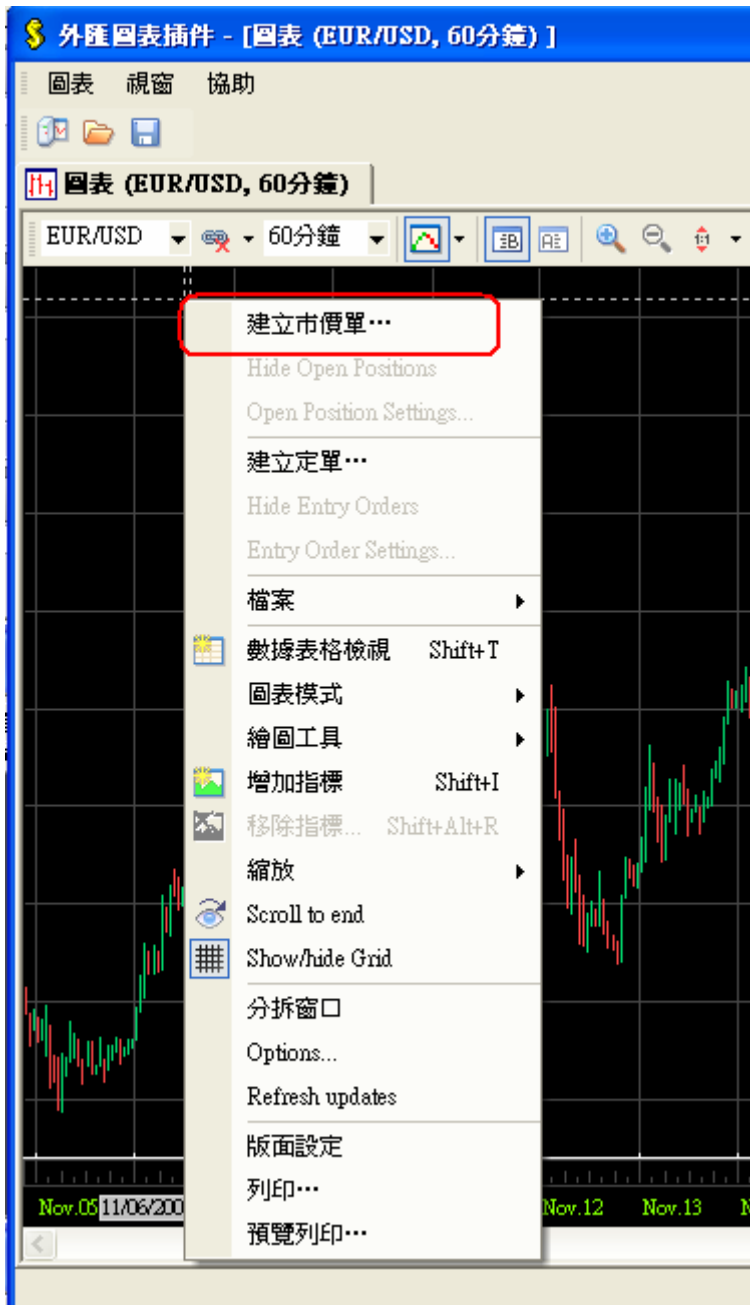 外匯圖表插件 - [圖表 (EUR/USD, 60分鐘) ]
圖表 視窗 協助
圖表 (EUR/USD, 60分鐘)
EUR/USD 60分鐘
建立市價單…
Hide Open Positions
Open Position Settings...
建立定單…
Hide Entry Orders
Entry Order Settings...
檔案
數據表格檢視 Shift+T
圖表模式
繪圖工具
增加指標 Shift+I
移除指標... Shift+Alt+R
縮放
Scroll to end
Show/hide Grid
分拆窗口
Options...
Refresh updates
版面設定
列印…
預覽列印…
Nov.05 11/06/200 Nov.12 Nov.13 N